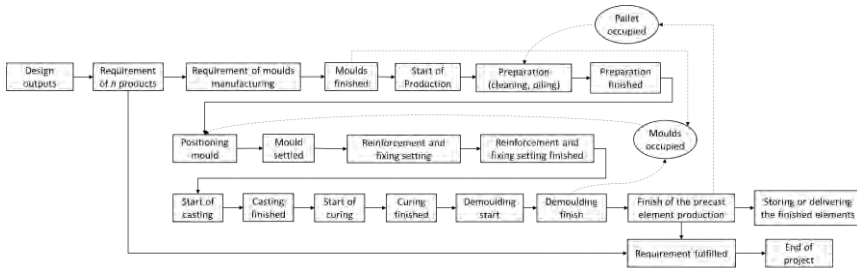 Pallet
occupied
Design
outputs
Requirement
of n products
Requirement of moulds
manufacturing
Moulds
finished
Start of
Production
Preparation
(cleaning, oiling)
Preparation
finished
Positioning
mould
Mould
settled
Reinforcement and
fixing setting
Reinforcement and
fixing setting finished
Moulds
occupied
Start of
casting
Casting
finished
Start of
curing
Curing
finished
Demoulding
start
Demoulding
finish
Finish of the precast
element production
Storing or delivering
the finished elements
Requirement fulfilled
End of
project